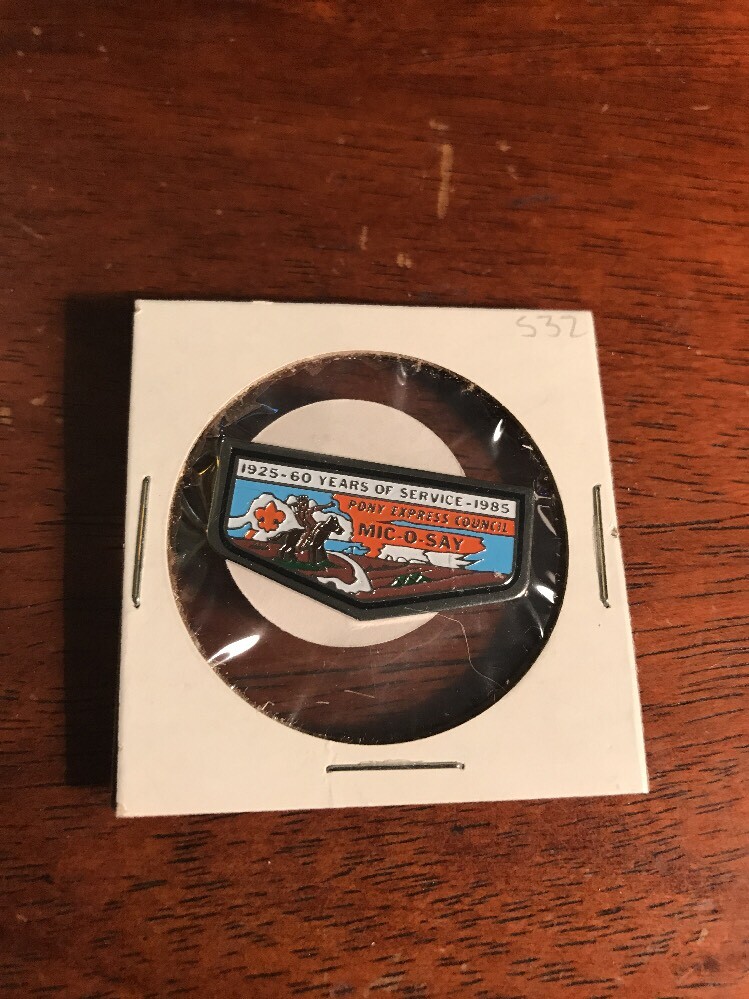 S32
1925-60 YEARS OF SERVICE-1985
PONY EXPRESS COUNCIL
MIC-O-SAY